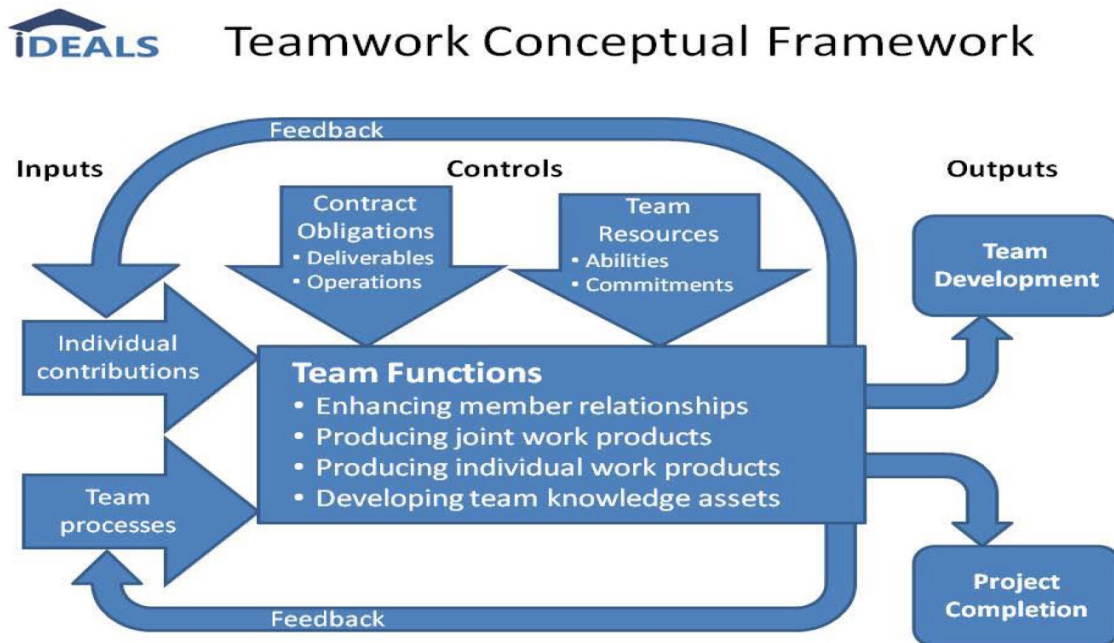 iDEALS
Teamwork Conceptual Framework
Feedback
Inputs
Controls
Outputs
Contract
Obligations
• Deliverables
• Operations
Team
Resources
• Abilities
• Commitments
Team
Development
Individual
contributions
Team Functions
• Enhancing member relationships
• Producing joint work products
• Producing individual work products
• Developing team knowledge assets
Team
processes
Project
Completion
Feedback